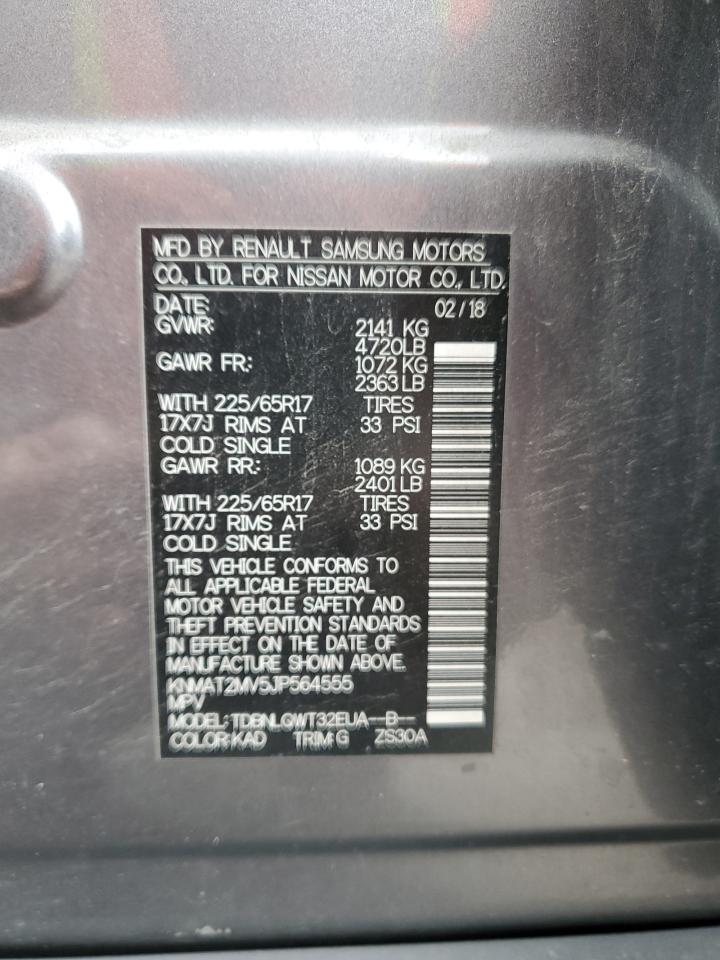 MFD BY RENAULT SAMSUNG MOTORS
CO., LTD. FOR NISSAN MOTOR CO., LTD.
DATE: 02/18
GVWR: 2141 KG
4720LB
GAWR FR.: 1072 KG
2363 LB
WITH 225/65R17 TIRES
17X7J RIMS AT 33 PSI
COLD SINGLE
GAWR RR.: 1089 KG
2401 LB
WITH 225/65R17 TIRES
17X7J RIMS AT 33 PSI
COLD SINGLE
THIS VEHICLE CONFORMS TO
ALL APPLICABLE FEDERAL
MOTOR VEHICLE SAFETY AND
THEFT PREVENTION STANDARDS
IN EFFECT ON THE DATE OF
MANUFACTURE SHOWN ABOVE.
KNMAT2MV5JP564555
MPV
MODEL: TDBNLQWT32EUA--B--
COLOR:KAD TRIM: G ZS30A